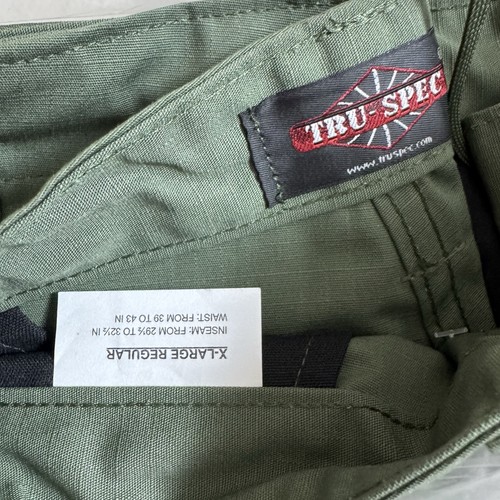 TRU-SPEC
www.truspec.com
X-LARGE REGULAR
INSEAM: FROM 29½ TO 32½ IN
WAIST: FROM 39 TO 43 IN